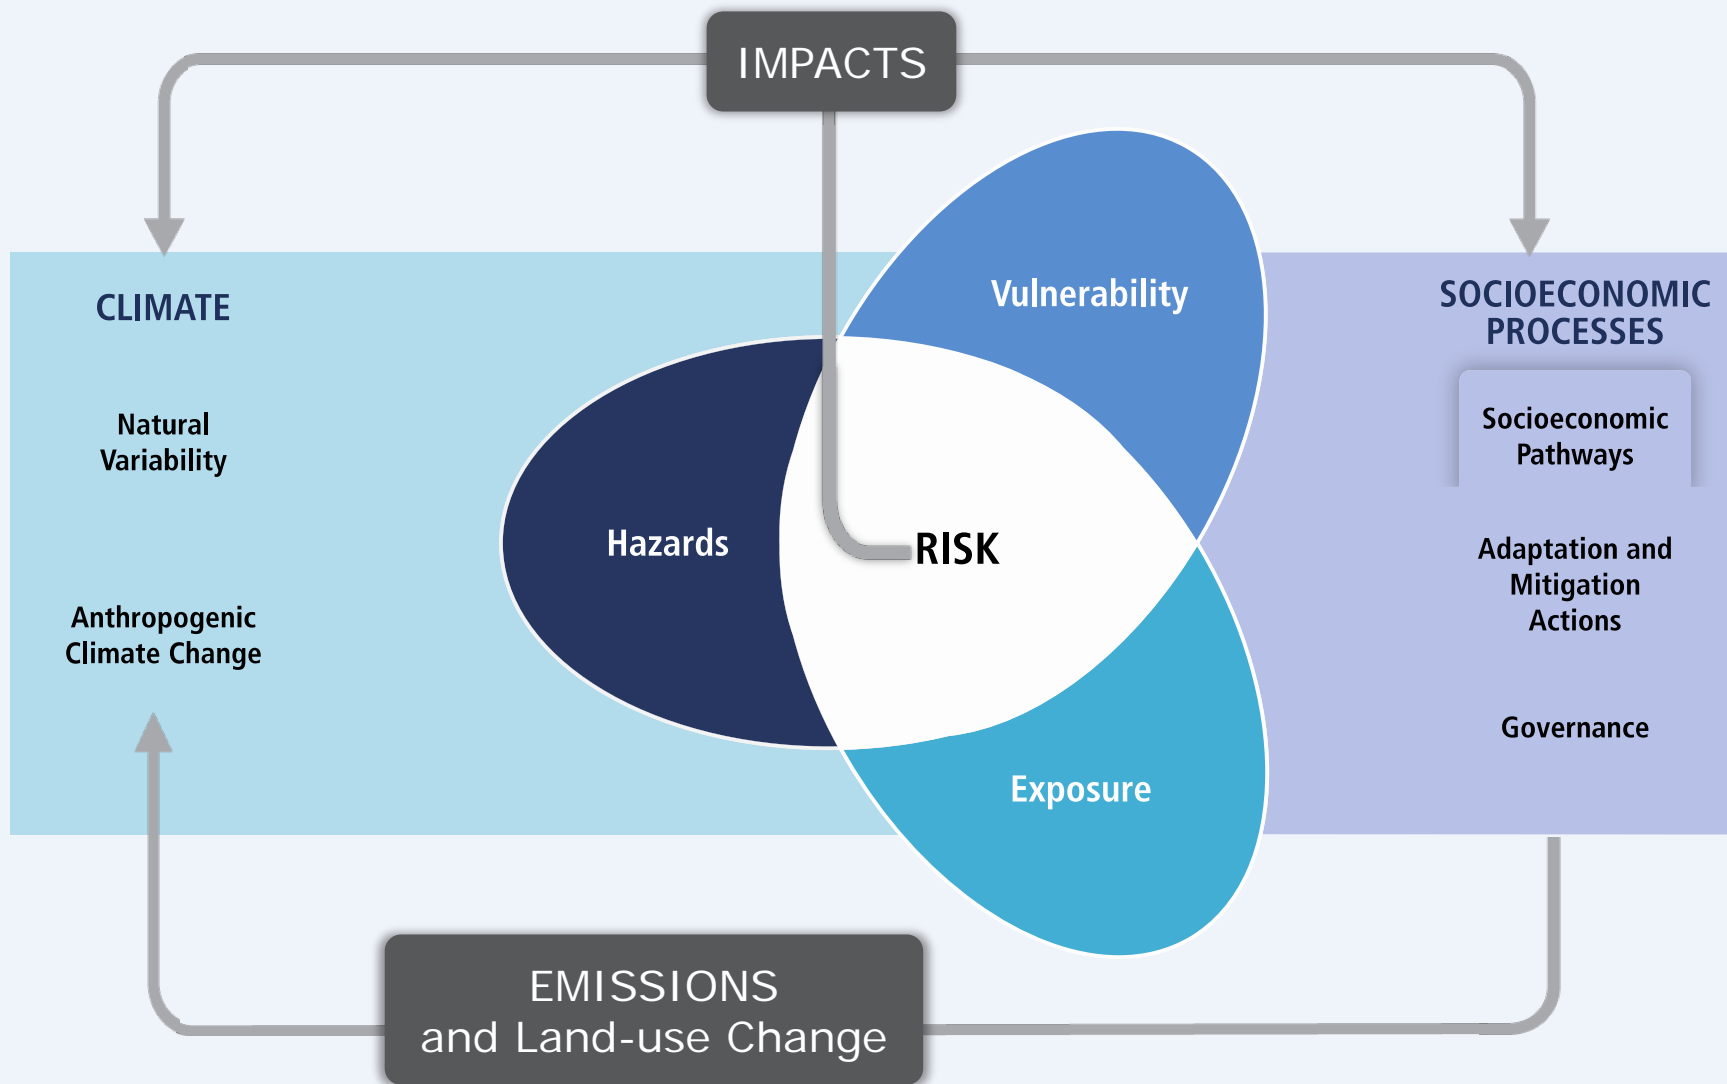 IMPACTS
CLIMATE
Natural
Variability
Anthropogenic
Climate Change
Vulnerability
Hazards
RISK
Exposure
SOCIOECONOMIC
PROCESSES
Socioeconomic
Pathways
Adaptation and
Mitigation
Actions
Governance
EMISSIONS
and Land-use Change